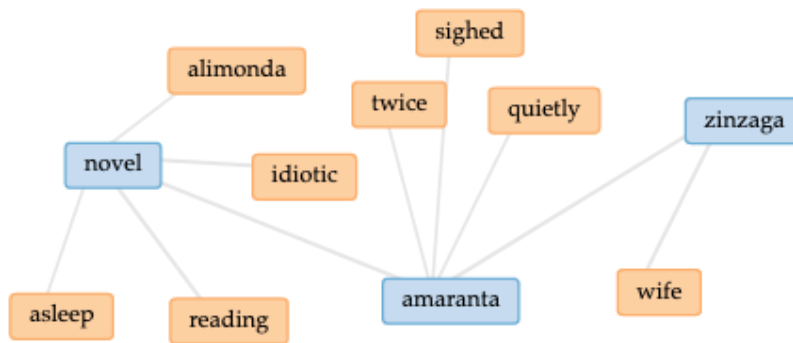 sighed
alimonda
twice
quietly
zinzaga
novel
idiotic
wife
amaranta
asleep
reading